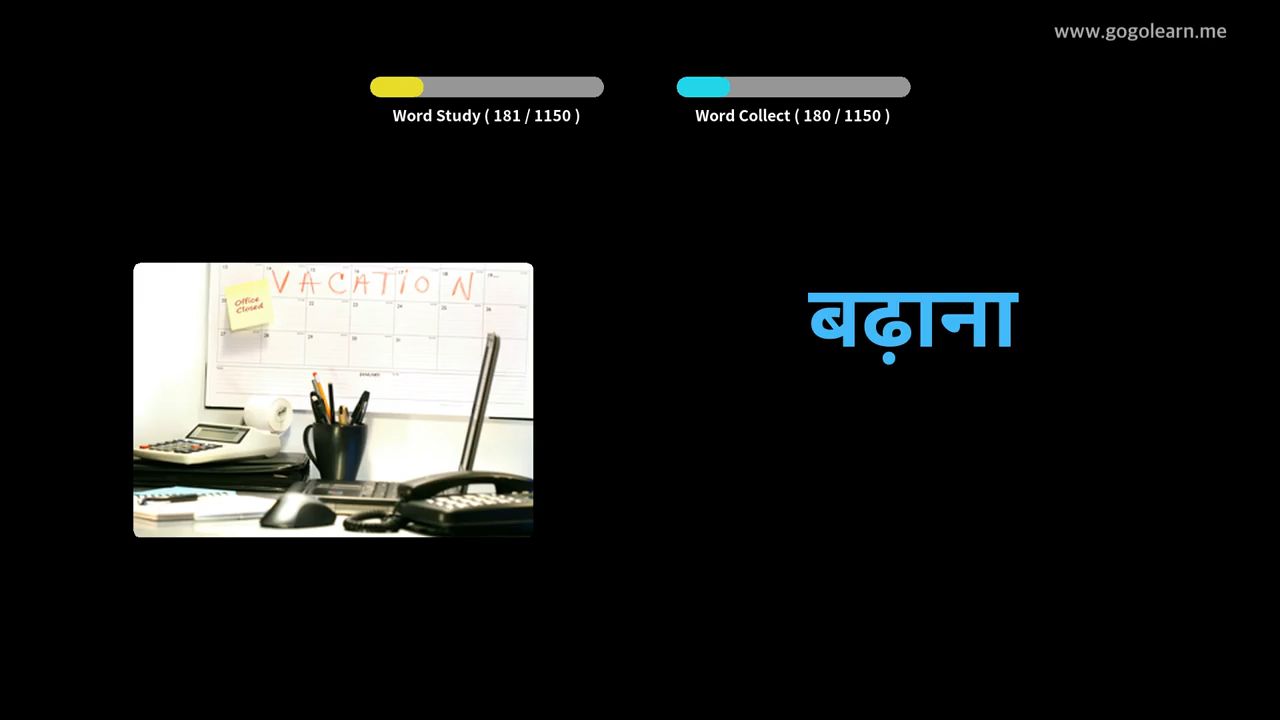 www.gogolearn.me
Word Study ( 181 / 1150 )
Word Collect ( 180 / 1150 )
VACATION
Office
Closed
बढ़ाना